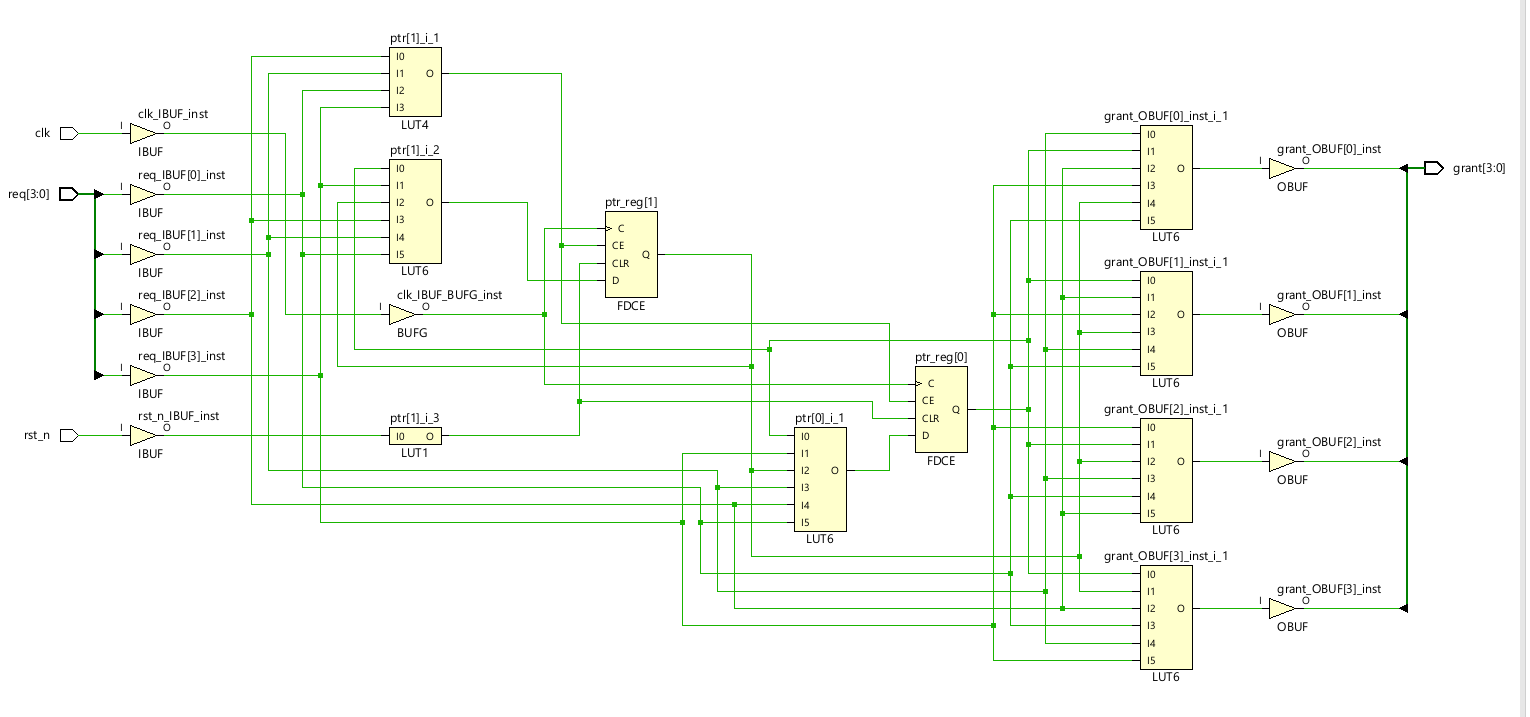 clk
req[3:0]
rst_n
clk_IBUF_inst
I
O
IBUF
req_IBUF[0]_inst
I
O
IBUF
req_IBUF[1]_inst
I
O
IBUF
req_IBUF[2]_inst
I
O
IBUF
req_IBUF[3]_inst
I
O
IBUF
rst_n_IBUF_inst
I
O
IBUF
ptr[1]_i_1
I0 O
I1
I2
I3
LUT4
ptr[1]_i_2
I0
I1
I2 O
I3
I4
I5
LUT6
clk_IBUF_BUFG_inst
I
O
BUFG
ptr[1]_i_3
I0 O
LUT1
ptr_reg[1]
C
CE
CLR
D
Q
FDCE
ptr[0]_i_1
I0
I1
I2 O
I3
I4
I5
LUT6
ptr_reg[0]
C
CE
CLR
D
Q
FDCE
grant_OBUF[0]_inst_i_1
I0
I1
I2 O
I3
I4
I5
LUT6
grant_OBUF[1]_inst_i_1
I0
I1
I2 O
I3
I4
I5
LUT6
grant_OBUF[2]_inst_i_1
I0
I1
I2 O
I3
I4
I5
LUT6
grant_OBUF[3]_inst_i_1
I0
I1
I2 O
I3
I4
I5
LUT6
grant_OBUF[0]_inst
I
O
OBUF
grant_OBUF[1]_inst
I
O
OBUF
grant_OBUF[2]_inst
I
O
OBUF
grant_OBUF[3]_inst
I
O
OBUF
grant[3:0]